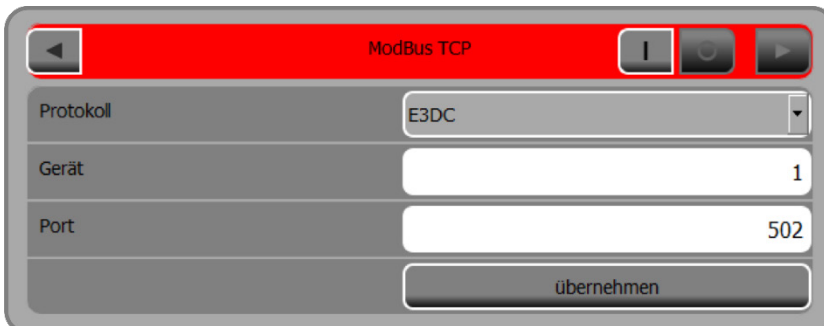 ModBus TCP
Protokoll E3DC
Gerät 1
Port 502
übernehmen